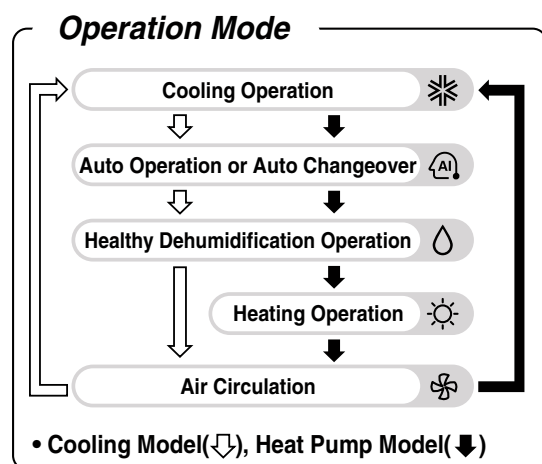 Operation Mode
Cooling Operation
Auto Operation or Auto Changeover
AI
Healthy Dehumidification Operation
Heating Operation
Air Circulation
• Cooling Model(⇩), Heat Pump Model(⬇)